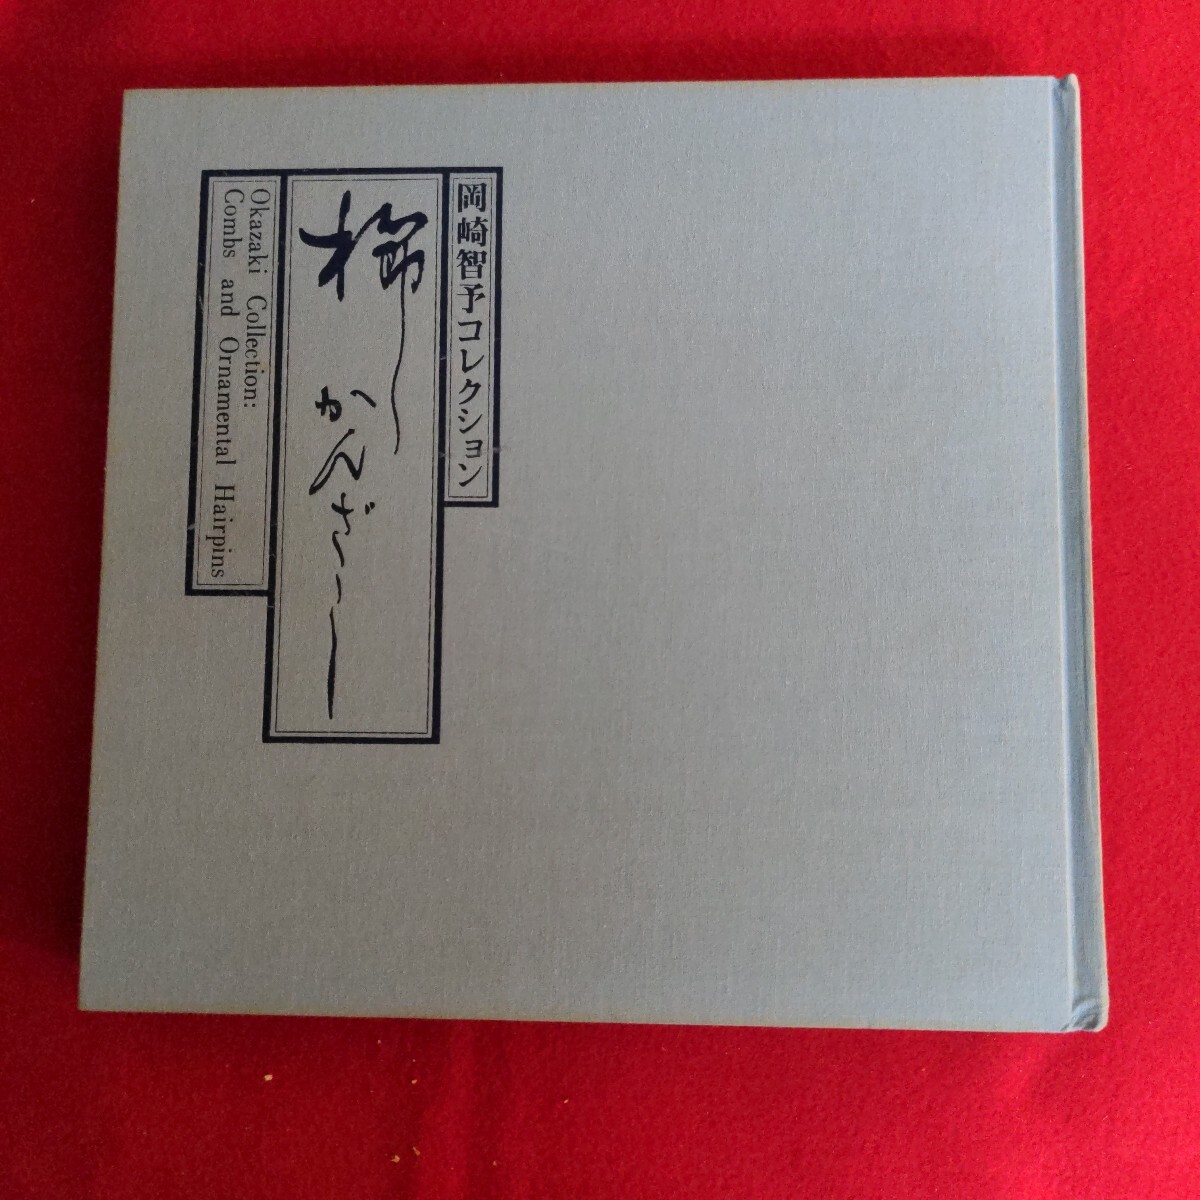 岡崎智予コレクション
櫛
かんざし
Okazaki Collection:
Combs and Ornamental Hairpins